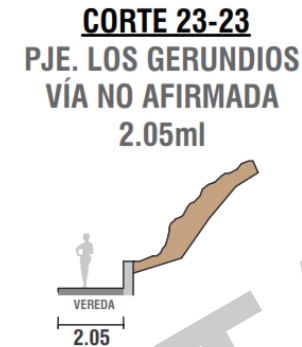 CORTE 23-23
PJE. LOS GERUNDIOS
VÍA NO AFIRMADA
2.05ml
VEREDA
2.05